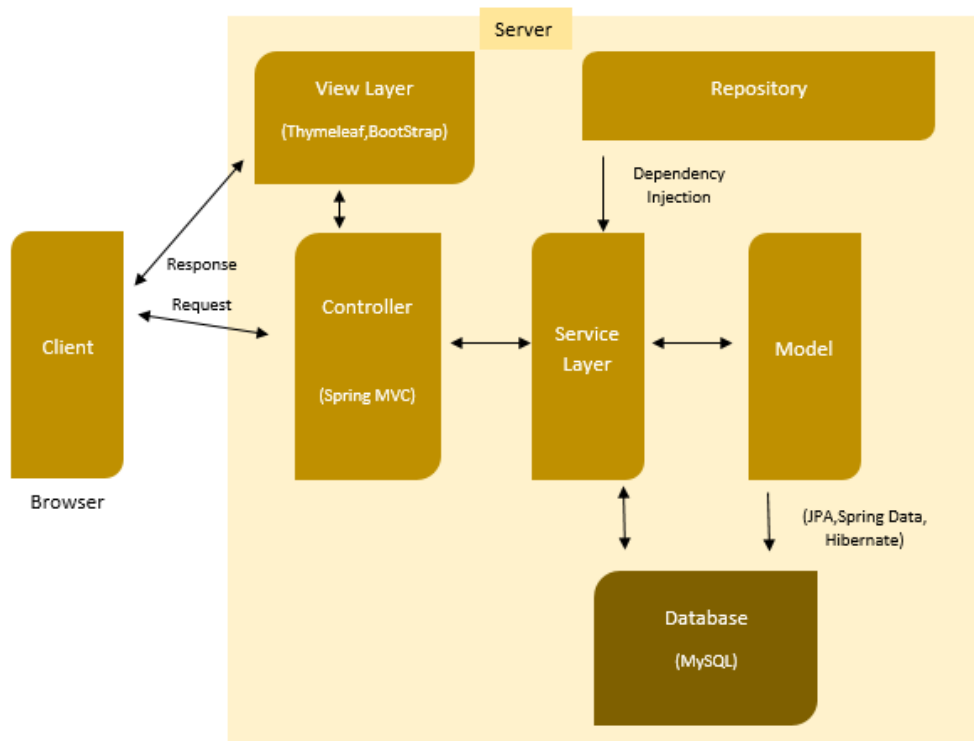 Server
View Layer
(Thymeleaf,BootStrap)
Repository
Dependency
Injection
Response
Request
Client
Controller
(Spring MVC)
Service
Layer
Model
Browser
(JPA,Spring Data,
Hibernate)
Database
(MySQL)